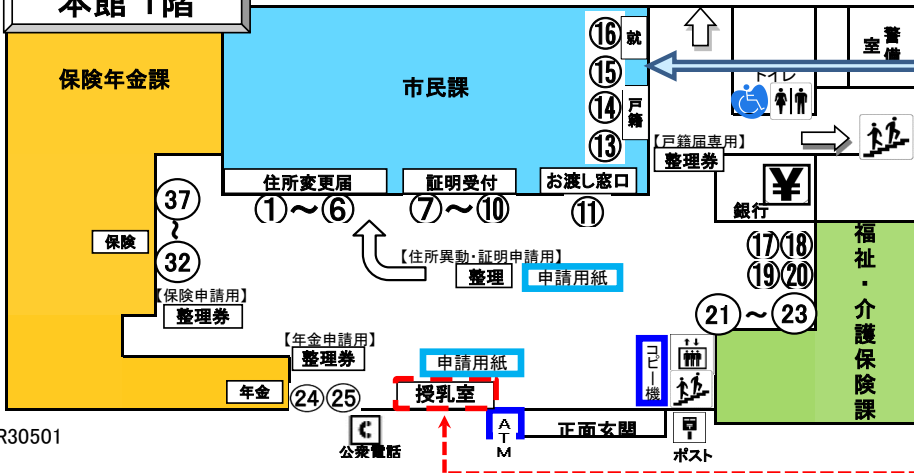 本館 1階
保険年金課
市民課
⑯
就
⑮
⑭
戸籍
⑬
警備室
トイレ
【戸籍届専用】
整理券
住所変更届
証明受付
お渡し窓口
①～⑥
⑦～⑩
⑪
¥
銀行
㊲
～
㉜
保険
【保険申請用】
整理券
【住所異動・証明申請用】
整理
申請用紙
⑰⑱
⑲⑳
㉑～㉓
福祉・介護保険課
【年金申請用】
整理券
申請用紙
コピー機
年金
㉔㉕
授乳室
R30501
公衆電話
ATM
正面玄関
ポスト